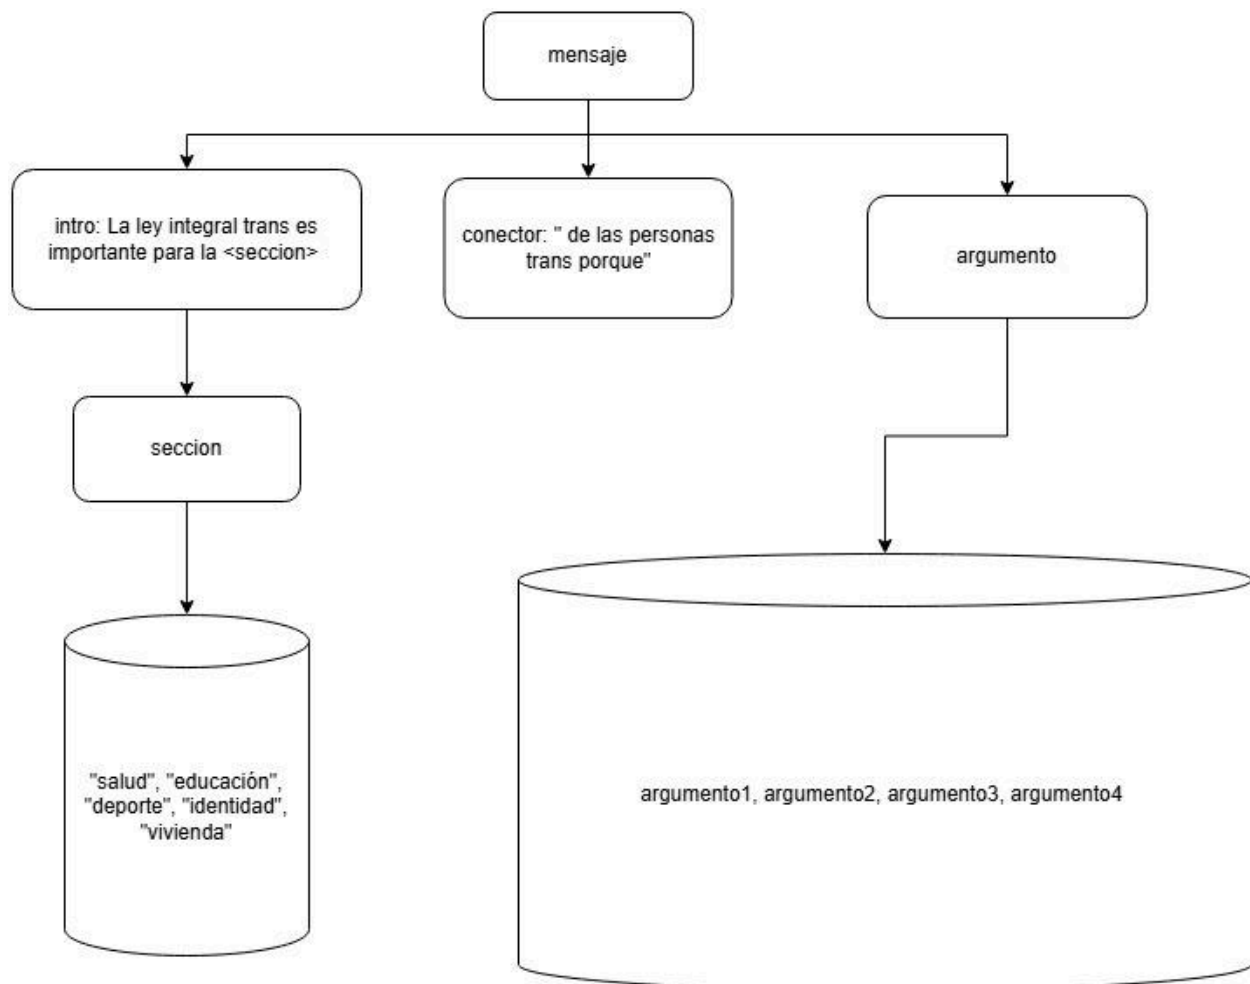 mensaje
intro: La ley integral trans es
importante para la <seccion>
conector: " de las personas
trans porque"
argumento
seccion
"salud", "educación",
"deporte", "identidad",
"vivienda"
argumento1, argumento2, argumento3, argumento4